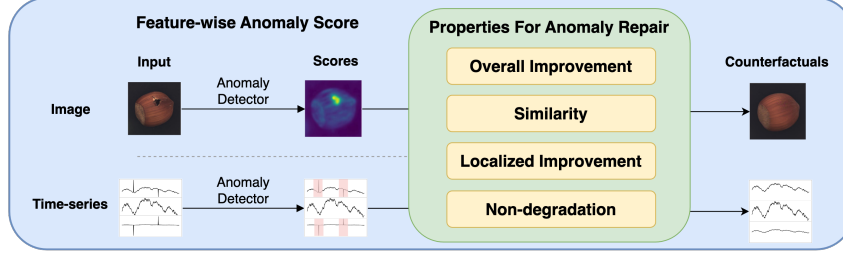 Feature-wise Anomaly Score
Properties For Anomaly Repair
Input
Scores
Counterfactuals
Image
Anomaly
Detector
Overall Improvement
Similarity
Localized Improvement
Non-degradation
Time-series
Anomaly
Detector